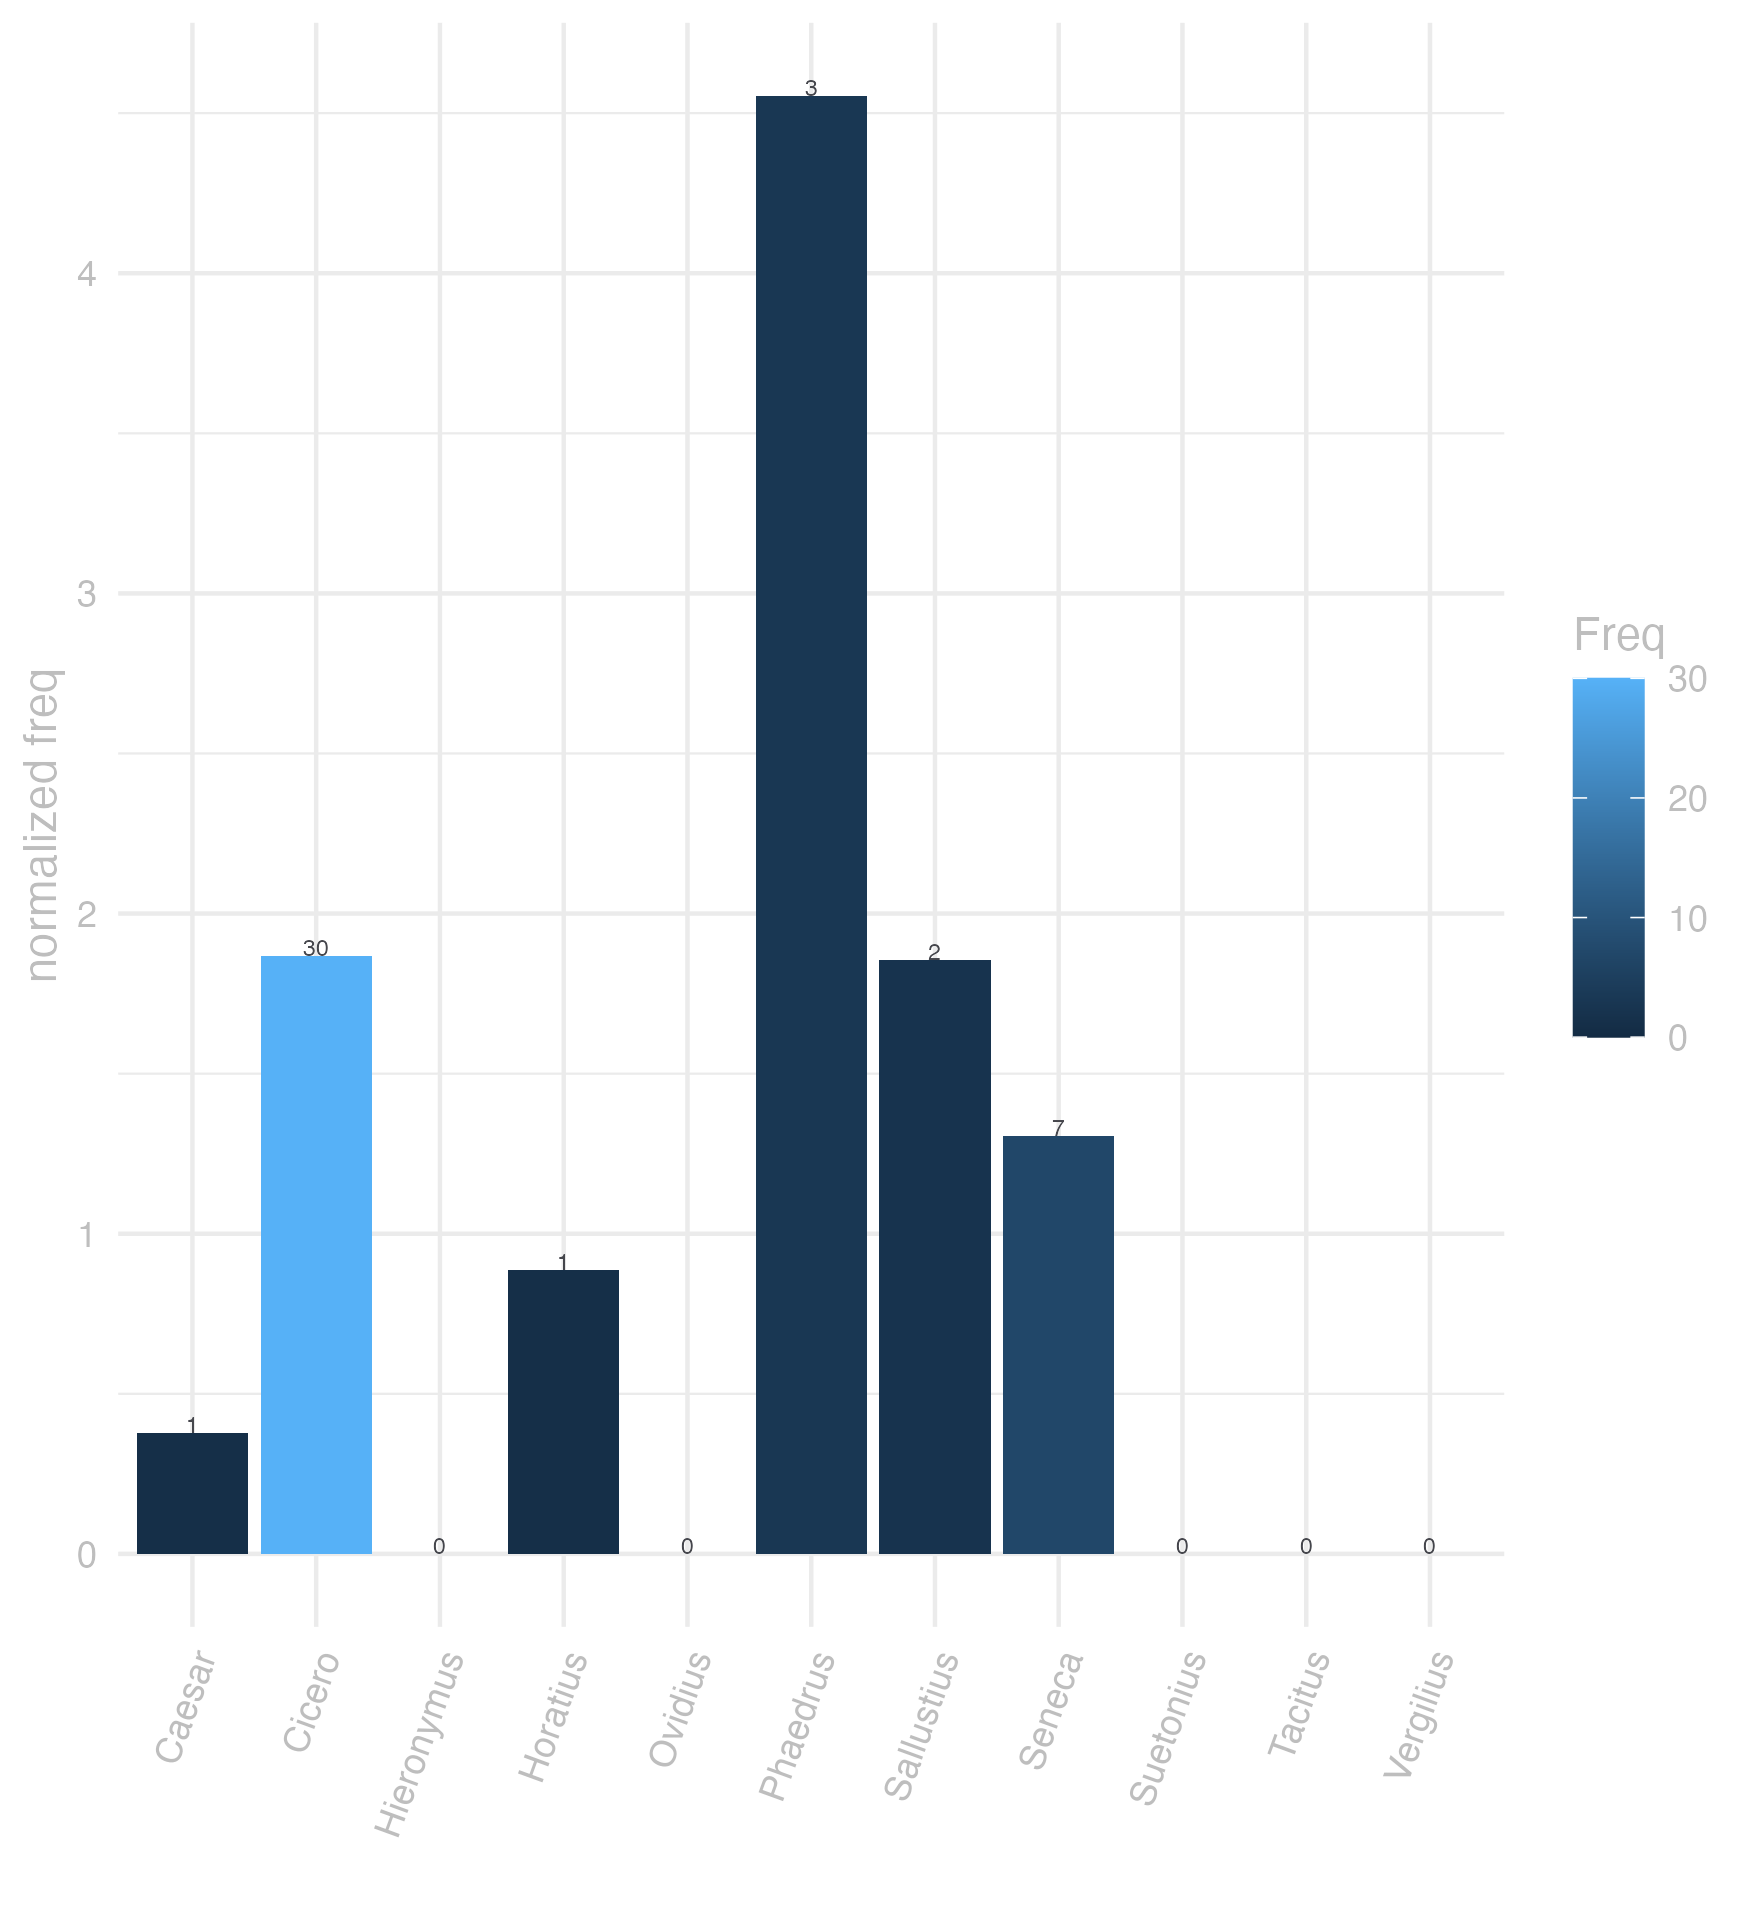 normalized freq
4
3
2
1
0
3
30
2
7
1
1
0
0
0
0
0
Caesar
Cicero
Hieronymus
Horatius
Ovidius
Phaedrus
Sallustius
Seneca
Suetonius
Tacitus
Vergilius
Freq
30
20
10
0